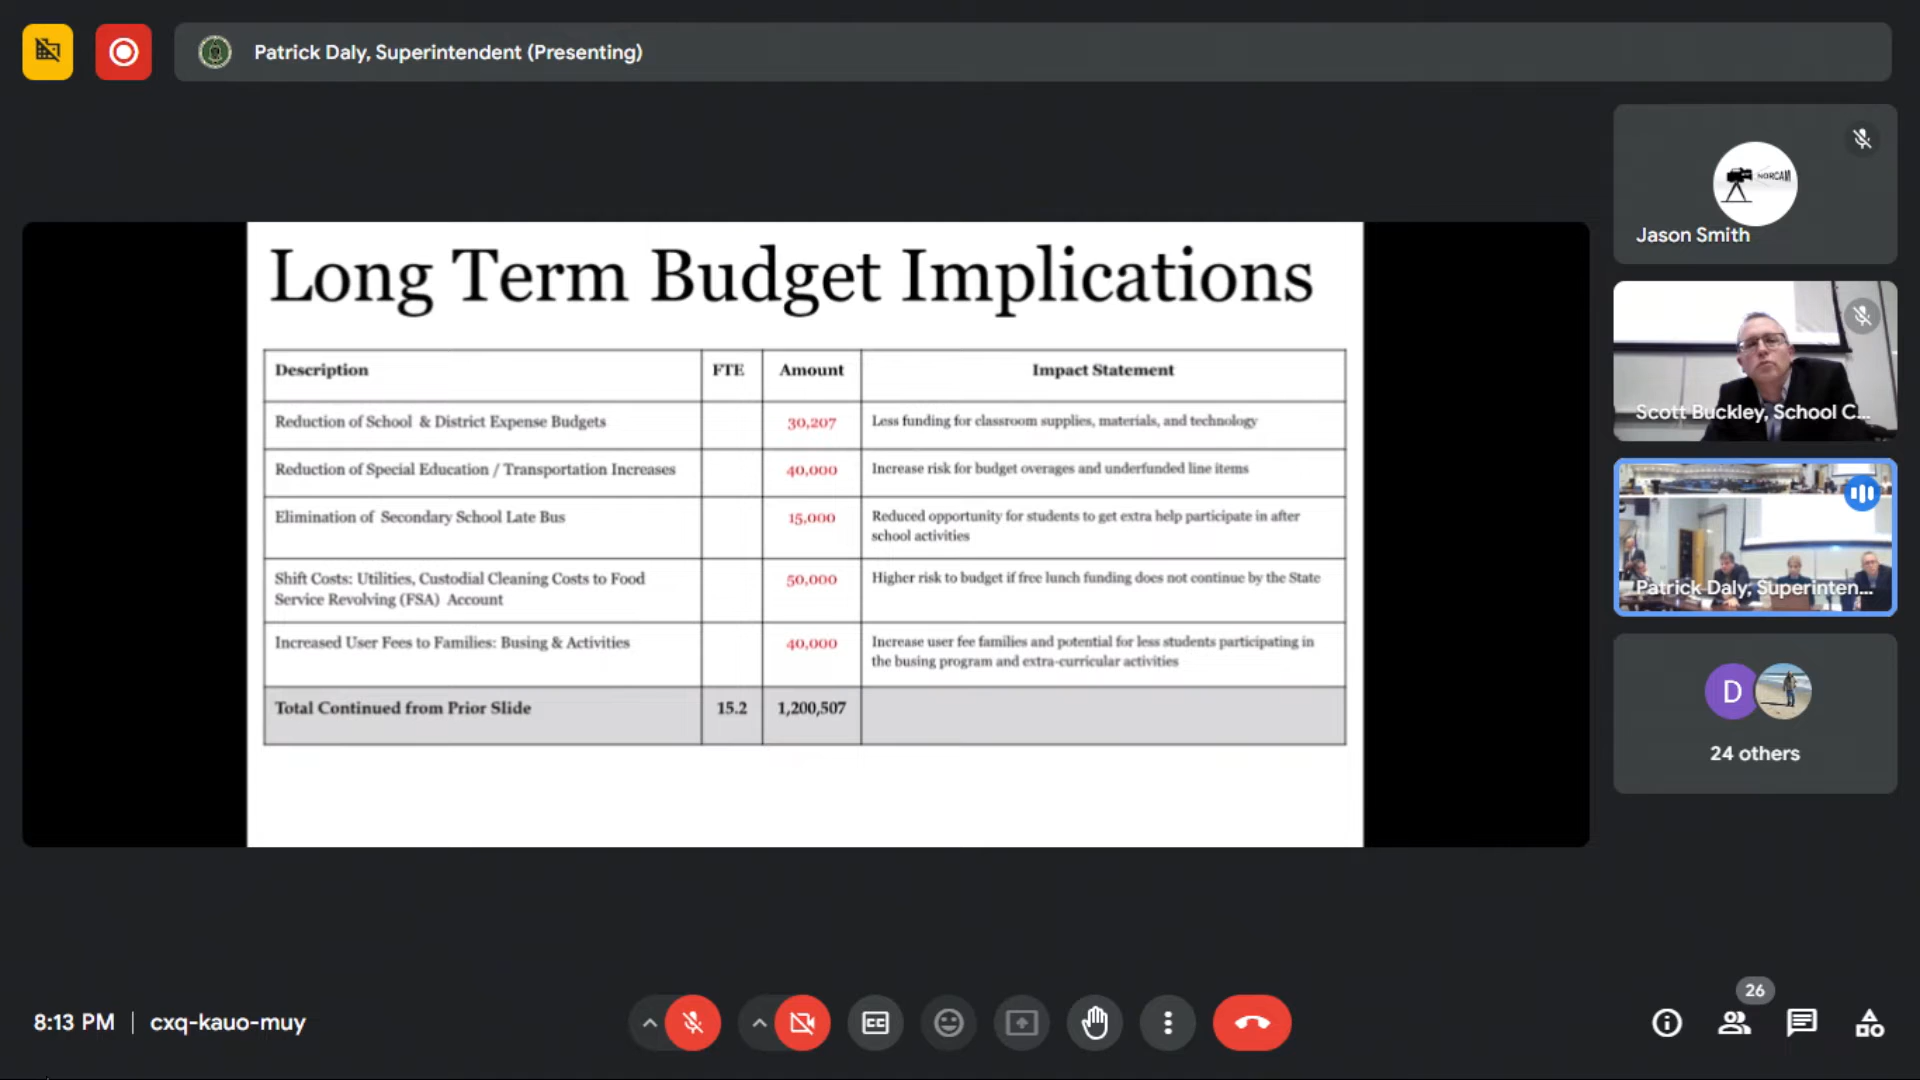 Patrick Daly, Superintendent (Presenting)
NORCAM
Jason Smith
Scott Buckley, School C...
Patrick Daly, Superinten...
D
24 others
Long Term Budget Implications
Description FTE Amount Impact Statement
Reduction of School & District Expense Budgets 30,207 Less funding for classroom supplies, materials, and technology
Reduction of Special Education / Transportation Increases 40,000 Increase risk for budget overages and underfunded line items
Elimination of Secondary School Late Bus 15,000 Reduced opportunity for students to get extra help participate in after
school activities
Shift Costs: Utilities, Custodial Cleaning Costs to Food 50,000 Higher risk to budget if free lunch funding does not continue by the State
Service Revolving (FSA) Account
Increased User Fees to Families: Busing & Activities 40,000 Increase user fee families and potential for less students participating in
the busing program and extra-curricular activities
Total Continued from Prior Slide 15.2 1,200,507
8:13 PM | cxq-kauo-muy
CC
26